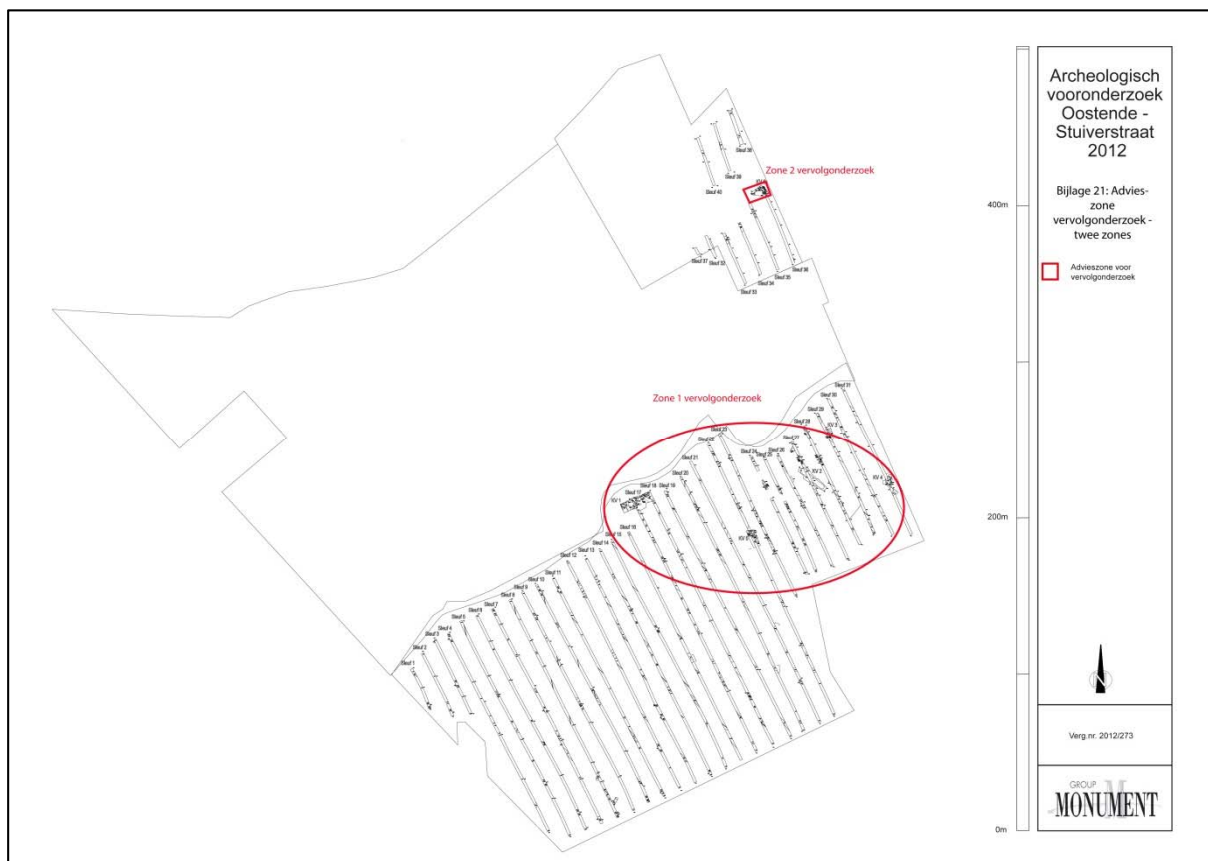 Archeologisch
vooronderzoek
Oostende -
Stuiverstraat
2012
Bijlage 21: Advies-
zone
vervolgonderzoek -
twee zones
Advieszone voor
vervolgonderzoek
Verg.nr. 2012/273
GROUP
MONUMENT
N
400m
200m
0m
Zone 2 vervolgonderzoek
Sleuf 38
Sleuf 39
Sleuf 40
Sleuf 37
Sleuf 32
Sleuf 36
Sleuf 35
Sleuf 34
Sleuf 33
Zone 1 vervolgonderzoek
Sleuf 31
Sleuf 30
Sleuf 29
Sleuf 28
KV 3
Sleuf 27
Sleuf 26
Sleuf 25
Sleuf 24
Sleuf 23
Sleuf 22
Sleuf 21
Sleuf 20
KV 2
KV 4
Sleuf 19
Sleuf 18
Sleuf 17
KV 1
Sleuf 16
Sleuf 15
Sleuf 14
Sleuf 13
Sleuf 12
Sleuf 11
Sleuf 10
Sleuf 9
Sleuf 8
Sleuf 7
Sleuf 6
Sleuf 5
Sleuf 4
Sleuf 3
Sleuf 2
Sleuf 1